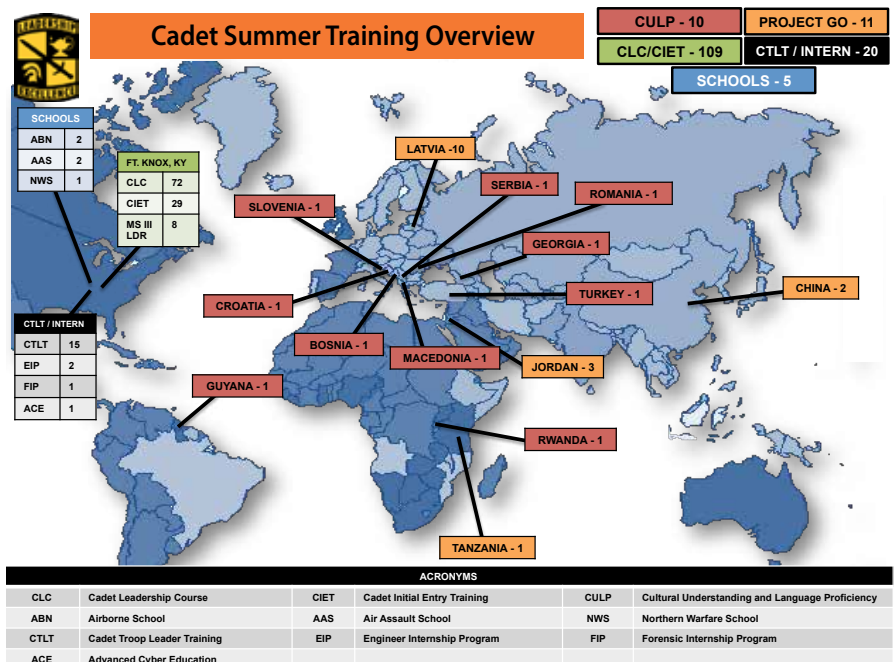 LEADERSHIP
EXCELLENCE
Cadet Summer Training Overview
CULP - 10
PROJECT GO - 11
CLC/CIET - 109
CTLT / INTERN - 20
SCHOOLS - 5
SCHOOLS
ABN 2
AAS 2
NWS 1
FT. KNOX, KY
CLC 72
CIET 29
MS III
LDR 8
LATVIA -10
SERBIA - 1
ROMANIA - 1
SLOVENIA - 1
GEORGIA - 1
CROATIA - 1
TURKEY - 1
CHINA - 2
BOSNIA - 1
MACEDONIA - 1
JORDAN - 3
CTLT / INTERN
CTLT 15
EIP 2
FIP 1
ACE 1
GUYANA - 1
RWANDA - 1
TANZANIA - 1
ACRONYMS
CLC Cadet Leadership Course CIET Cadet Initial Entry Training CULP Cultural Understanding and Language Proficiency
ABN Airborne School AAS Air Assault School NWS Northern Warfare School
CTLT Cadet Troop Leader Training EIP Engineer Internship Program FIP Forensic Internship Program
ACE Advanced Cyber Education